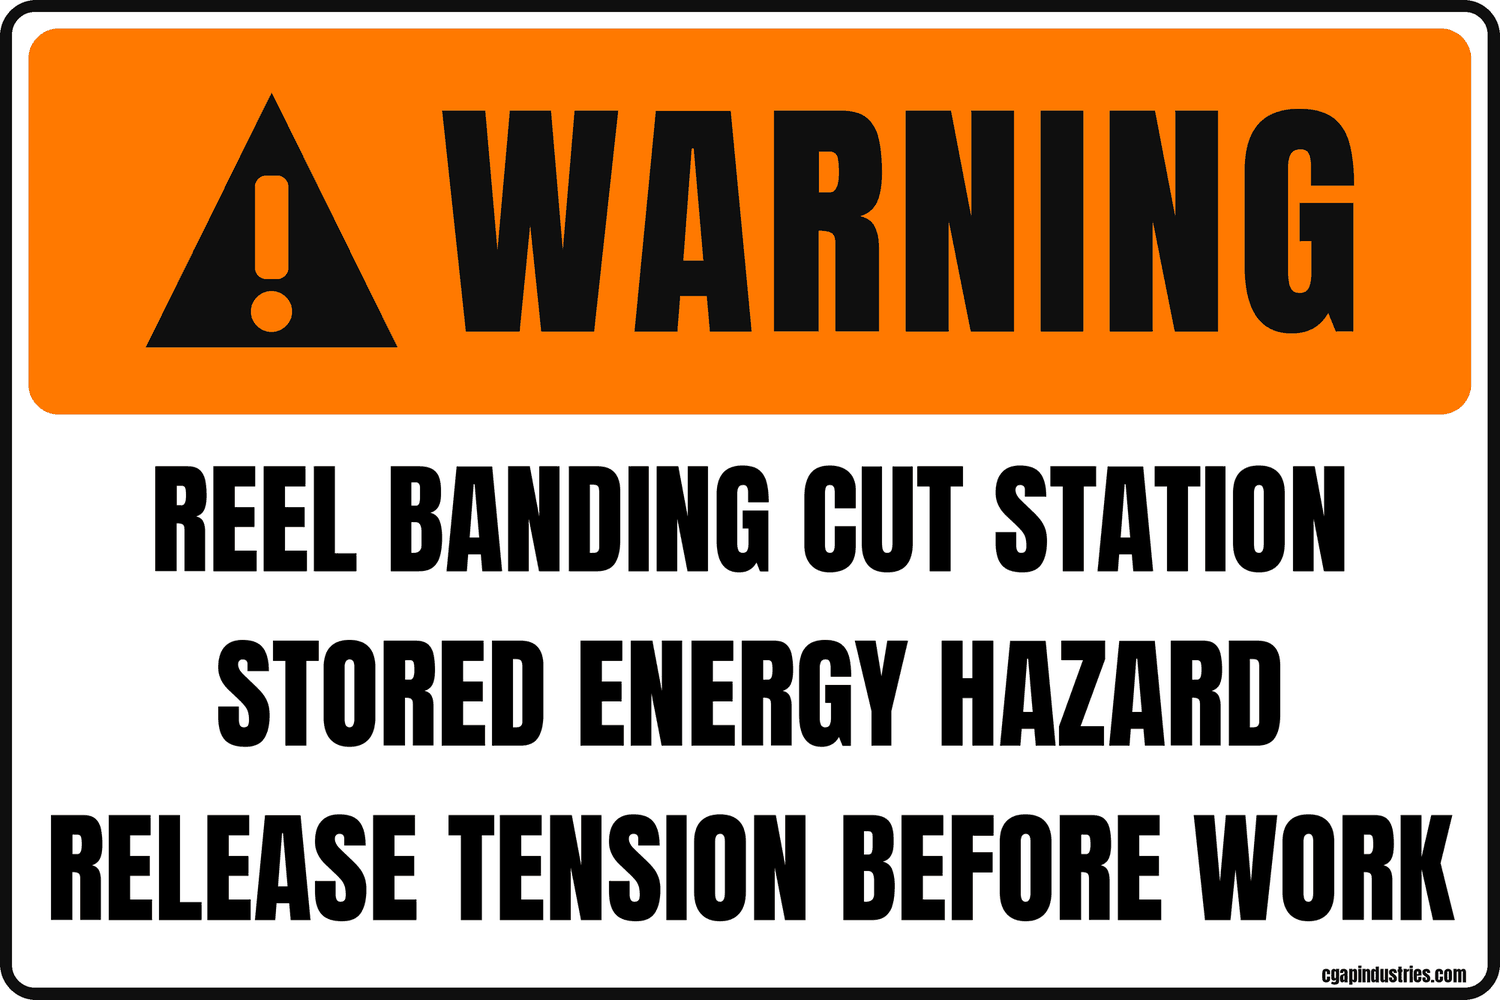 WARNING
REEL BANDING CUT STATION
STORED ENERGY HAZARD
RELEASE TENSION BEFORE WORK
cgapindustries.com